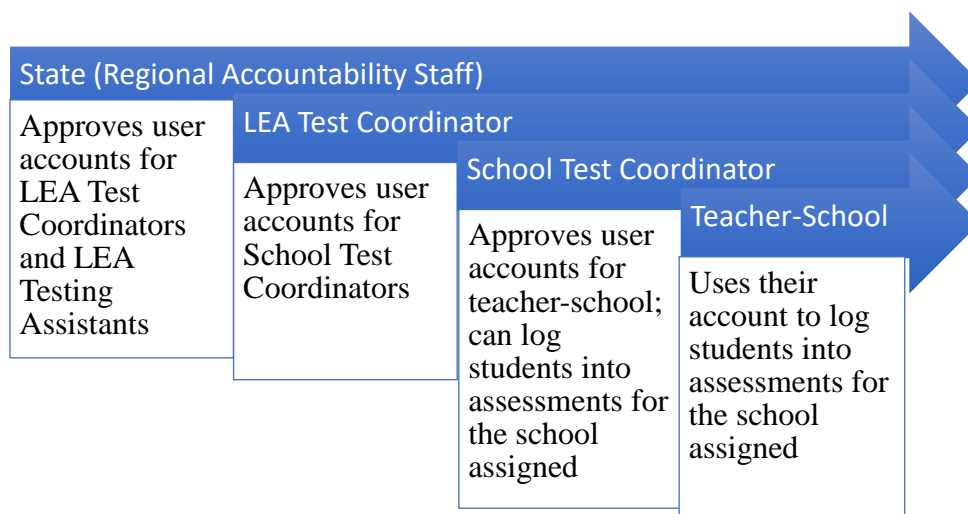 State (Regional Accountability Staff)
Approves user
accounts for
LEA Test
Coordinators
and LEA
Testing
Assistants
LEA Test Coordinator
Approves user
accounts for
School Test
Coordinators
School Test Coordinator
Approves user
accounts for
teacher-school;
can log
students into
assessments for
the school
assigned
Teacher-School
Uses their
account to log
students into
assessments for
the school
assigned